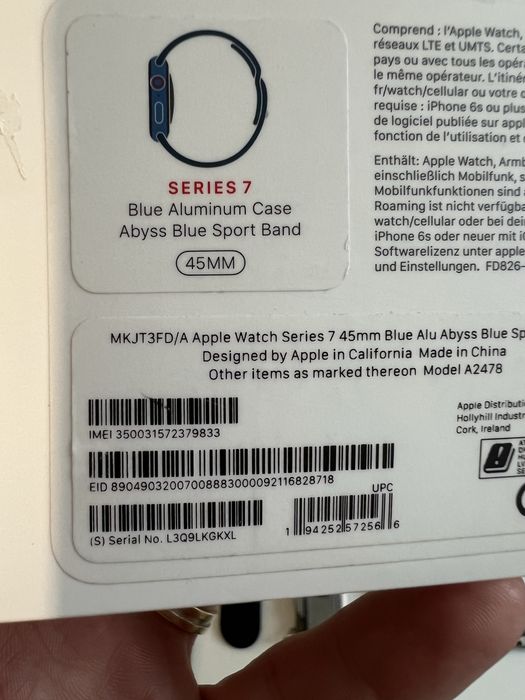 SERIES 7
Blue Aluminum Case
Abyss Blue Sport Band
45MM
Comprend : l'Apple Watch,
réseaux LTE et UMTS. Certa
pays ou avec tous les opér
le même opérateur. L'itinér
fr/watch/cellular ou votre
requise : iPhone 6s ou plus
de logiciel publiée sur appl
fonction de l'utilisation et
Enthält: Apple Watch, Armb
einschließlich Mobilfunk, s
Mobilfunkfunktionen sind
Roaming ist nicht verfügba
watch/cellular oder bei dei
iPhone 6s oder neuer mit iO
Softwarelizenz unter apple
und Einstellungen. FD826-
MKJT3FD/A Apple Watch Series 7 45mm Blue Alu Abyss Blue Sp
Designed by Apple in California Made in China
Other items as marked thereon Model A2478
IMEI 350031572379833
EID 89049032007008883000092116828718
UPC
(S) Serial No. L3Q9LKGKXL
1 94252 57256 6
Apple Distributi
Hollyhill Industr
Cork, Ireland